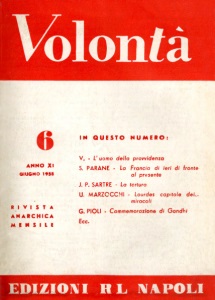 Volontà
6
ANNO XI
GIUGNO 1958
RIVISTA
ANARCHICA
MENSILE
IN QUESTO NUMERO:
V. - L'uomo della provvidenza
S. PARANE - La Francia di ieri di fronte
al presente
J. P. SARTRE - La tortura
U. MARZOCCHI - Lourdes capitale dei...
miracoli
G. PIOLI - Commemorazione di Gandhi
Ecc.
EDIZIONI RL NAPOLI